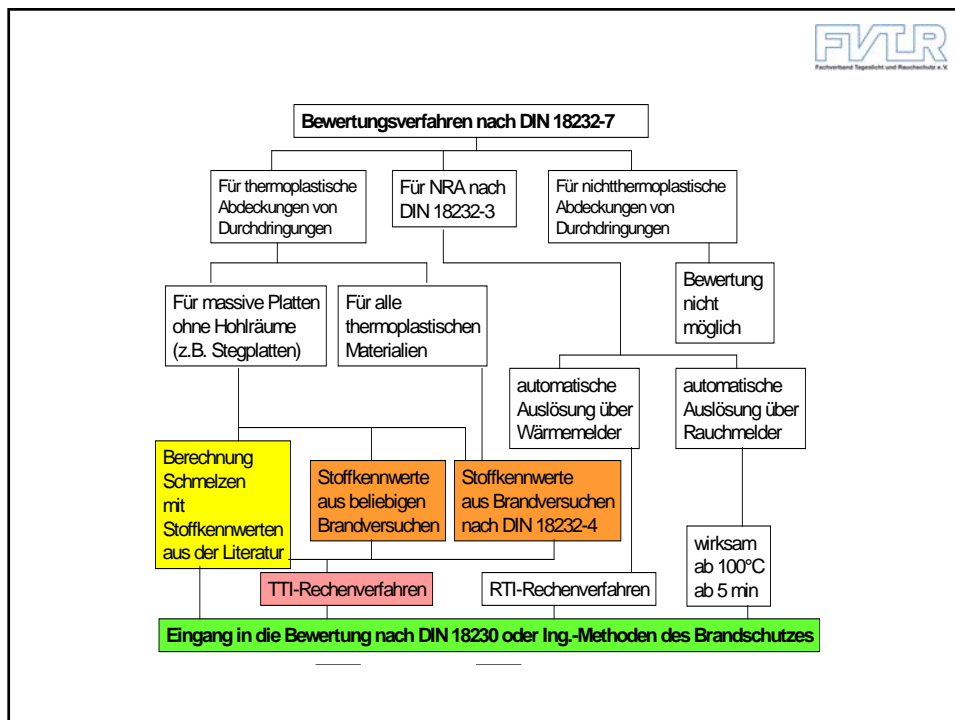 FVLR
Fachverband Tageslicht und Rauchschutz e.V.
Bewertungsverfahren nach DIN 18232-7
Für thermoplastische
Abdeckungen von
Durchdringungen
Für NRA nach
DIN 18232-3
Für nichtthermoplastische
Abdeckungen von
Durchdringungen
Bewertung
nicht
möglich
Für massive Platten
ohne Hohlräume
(z.B. Stegplatten)
Für alle
thermoplastischen
Materialien
automatische
Auslösung über
Wärmemelder
automatische
Auslösung über
Rauchmelder
Berechnung
Schmelzen
mit
Stoffkennwerten
aus der Literatur
Stoffkennwerte
aus beliebigen
Brandversuchen
Stoffkennwerte
aus Brandversuchen
nach DIN 18232-4
wirksam
ab 100°C
ab 5 min
TTI-Rechenverfahren
RTI-Rechenverfahren
Eingang in die Bewertung nach DIN 18230 oder Ing.-Methoden des Brandschutzes